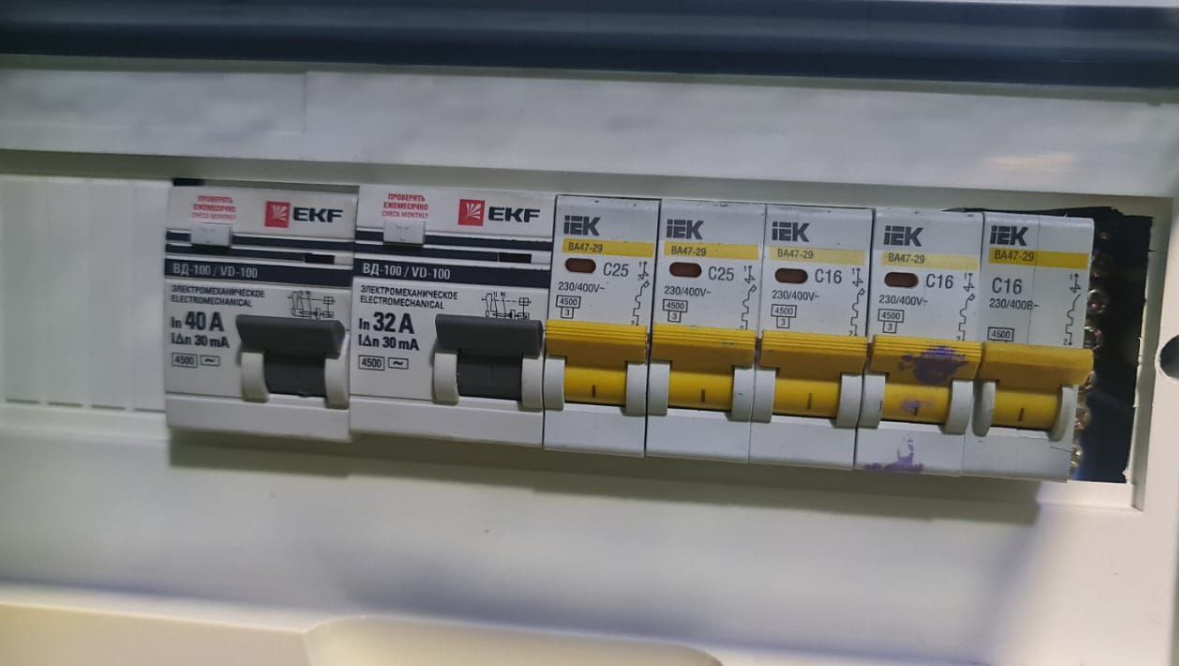 ПРОВЕРЯТЬ
ЕЖЕМЕСЯЧНО
CHECK MONTHLY
EKF
ВД-100 / VD-100
ЭЛЕКТРОМЕХАНИЧЕСКОЕ
ELECTROMECHANICAL
In 40 A
IΔn 30 mA
4500 ~
ПРОВЕРЯТЬ
ЕЖЕМЕСЯЧНО
CHECK MONTHLY
EKF
ВД-100 / VD-100
ЭЛЕКТРОМЕХАНИЧЕСКОЕ
ELECTROMECHANICAL
In 32 A
IΔn 30 mA
4500 ~
iEK
ВА47-29
C25
230/400V~
4500
3
iEK
ВА47-29
C25
230/400V~
4500
3
iEK
ВА47-29
C16
230/400V~
4500
3
iEK
ВА47-29
C16
230/400V~
4500
3
iEK
ВА47-29
C16
230/400В~
4500